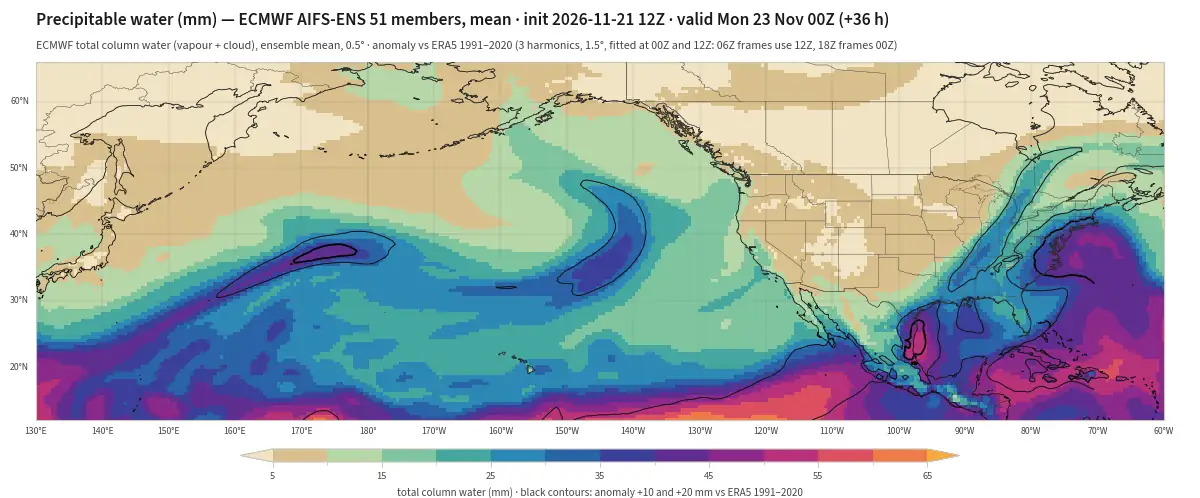 Precipitable water (mm) — ECMWF AIFS-ENS 51 members, mean · init 2026-11-21 12Z · valid Mon 23 Nov 00Z (+36 h)
ECMWF total column water (vapour + cloud), ensemble mean, 0.5° · anomaly vs ERA5 1991–2020 (3 harmonics, 1.5°, fitted at 00Z and 12Z: 06Z frames use 12Z, 18Z frames 00Z)
60°N
50°N
40°N
30°N
20°N
130°E 140°E 150°E 160°E 170°E 180° 170°W 160°W 150°W 140°W 130°W 120°W 110°W 100°W 90°W 80°W 70°W 60°W
5 15 25 35 45 55 65
total column water (mm) · black contours: anomaly +10 and +20 mm vs ERA5 1991–2020